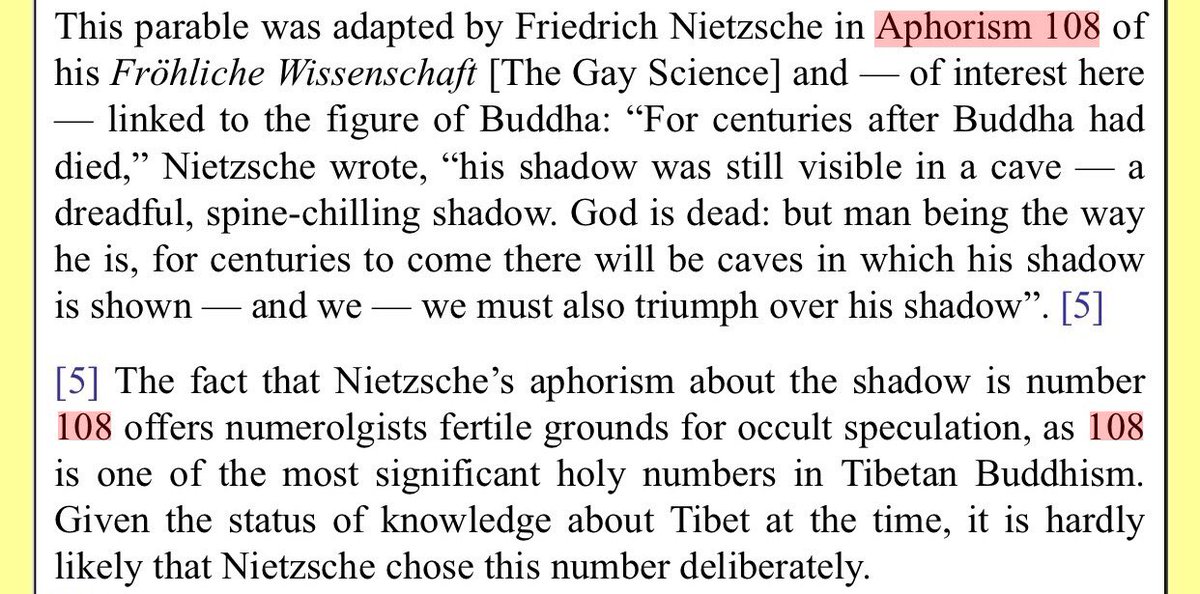 This parable was adapted by Friedrich Nietzsche in Aphorism 108 of
his Fröhliche Wissenschaft [The Gay Science] and — of interest here
— linked to the figure of Buddha: “For centuries after Buddha had
died,” Nietzsche wrote, “his shadow was still visible in a cave — a
dreadful, spine-chilling shadow. God is dead: but man being the way
he is, for centuries to come there will be caves in which his shadow
is shown — and we — we must also triumph over his shadow”. [5]
[5] The fact that Nietzsche’s aphorism about the shadow is number
108 offers numerolgists fertile grounds for occult speculation, as 108
is one of the most significant holy numbers in Tibetan Buddhism.
Given the status of knowledge about Tibet at the time, it is hardly
likely that Nietzsche chose this number deliberately.